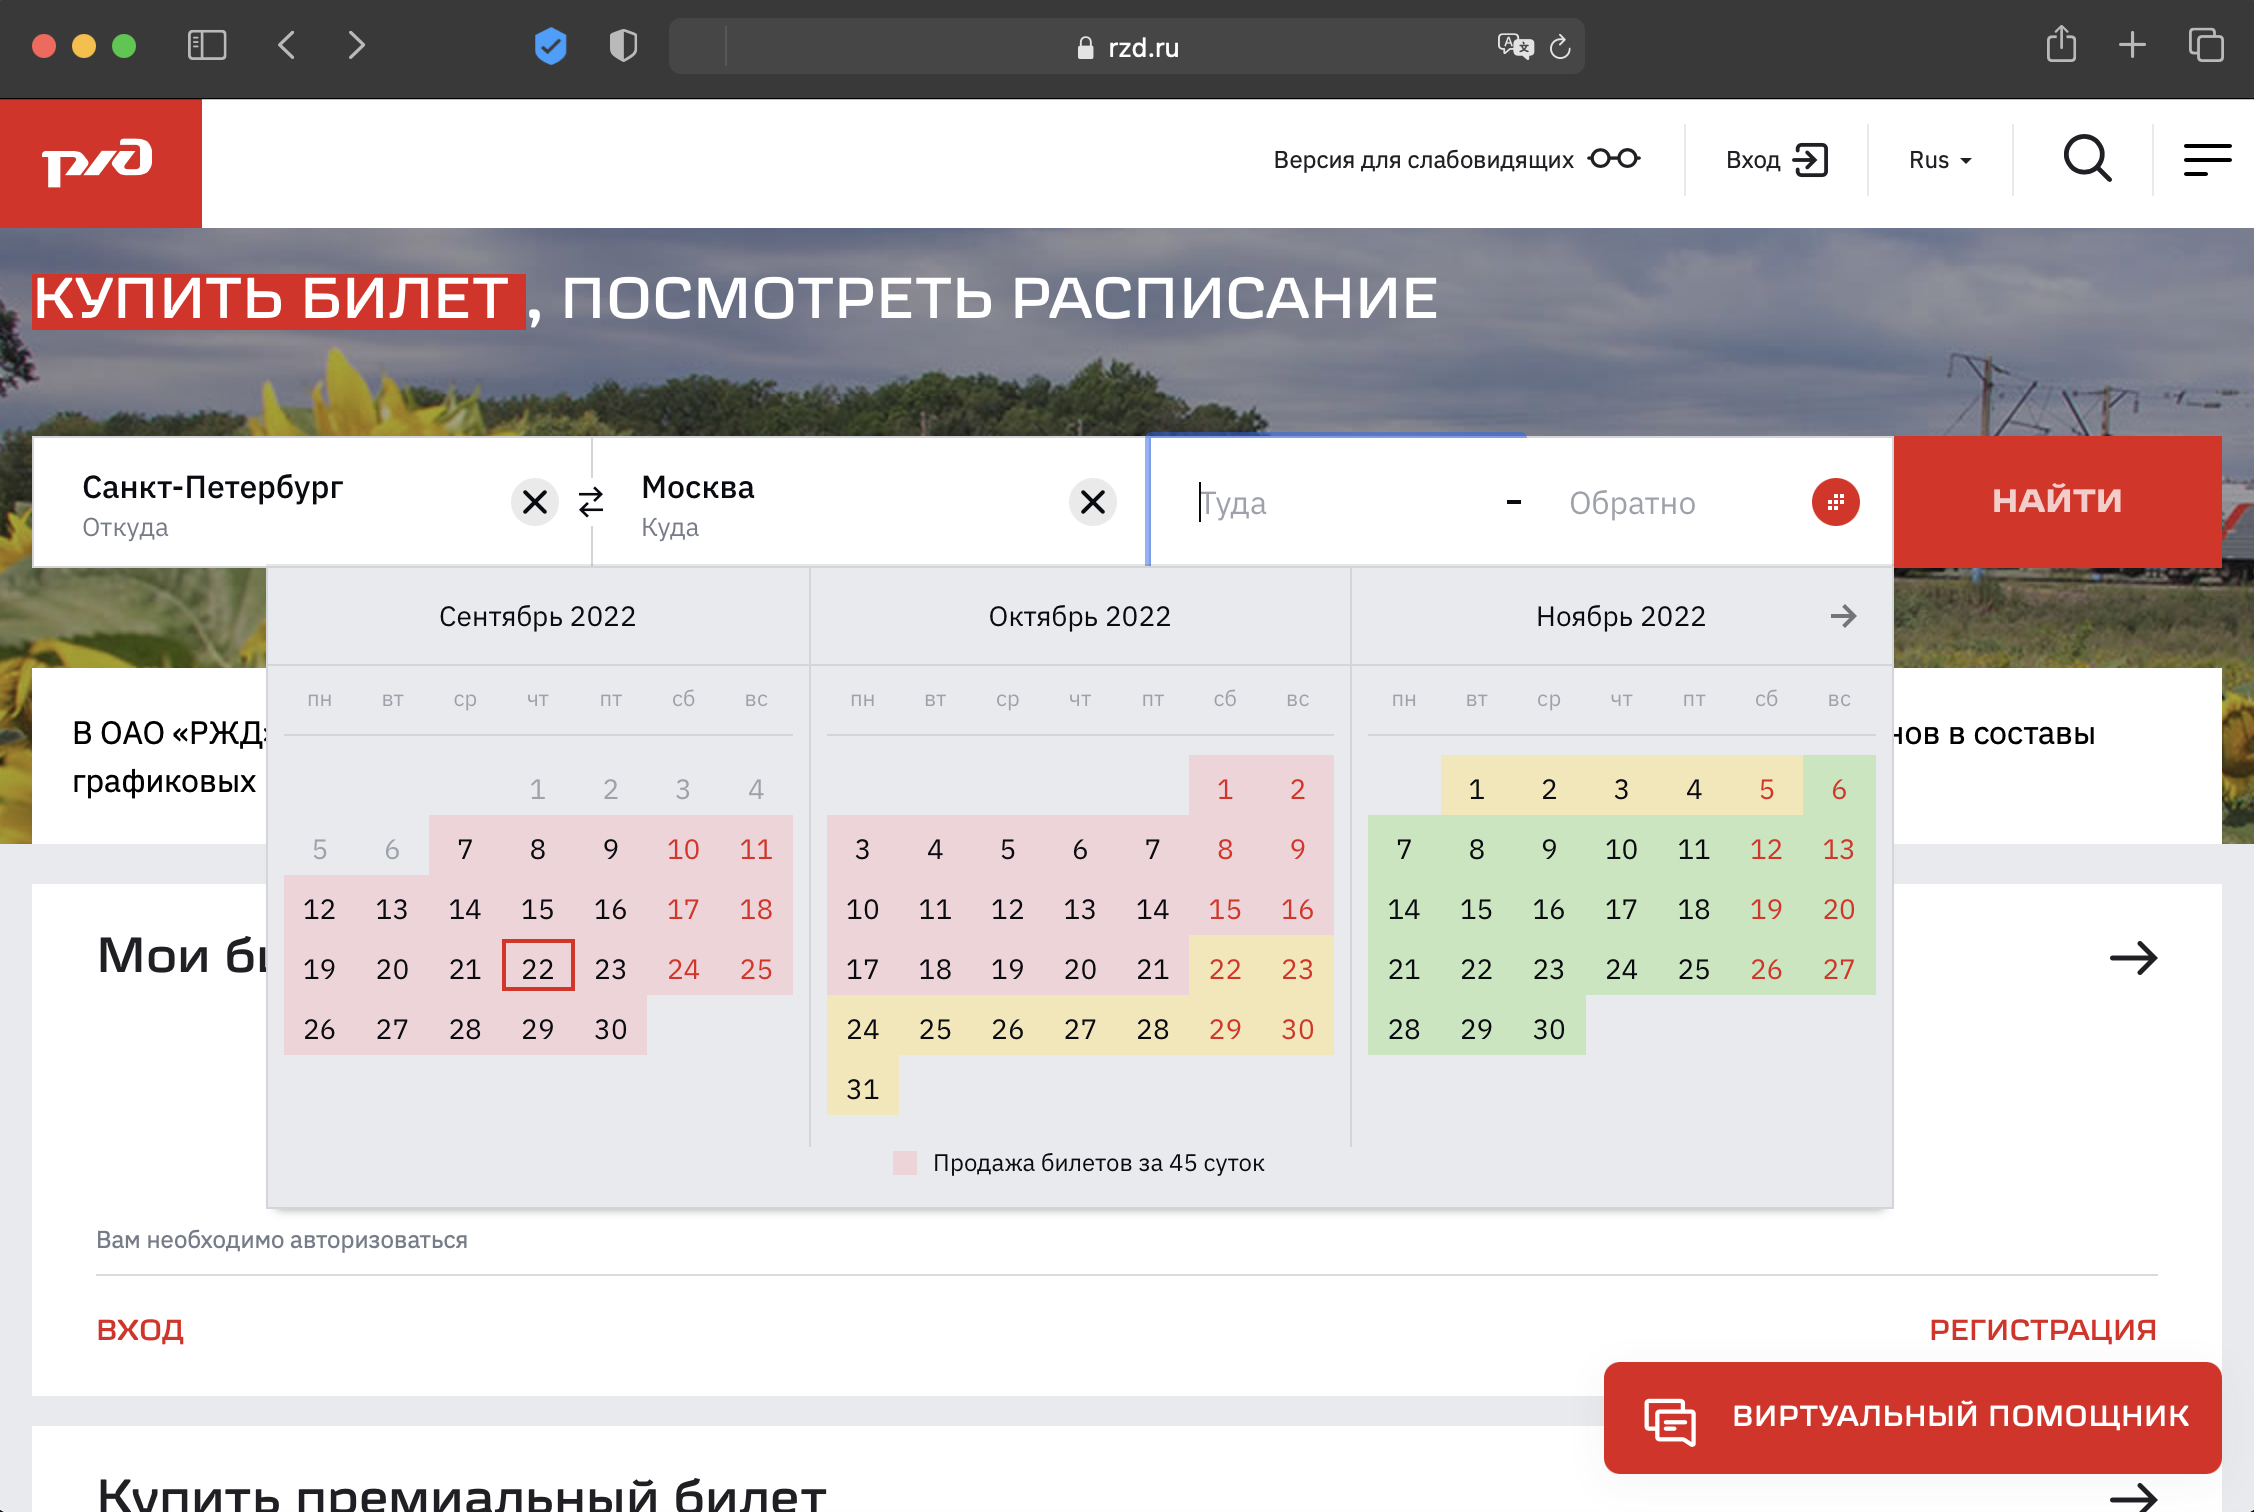 rzd.ru
ржд
Версия для слабовидящих
Вход
Rus
КУПИТЬ БИЛЕТ , ПОСМОТРЕТЬ РАСПИСАНИЕ
Санкт-Петербург
Откуда
Москва
Куда
Туда - Обратно
НАЙТИ
Сентябрь 2022
пн вт ср чт пт сб вс
1 2 3 4
5 6 7 8 9 10 11
12 13 14 15 16 17 18
19 20 21 22 23 24 25
26 27 28 29 30
Октябрь 2022
пн вт ср чт пт сб вс
1 2
3 4 5 6 7 8 9
10 11 12 13 14 15 16
17 18 19 20 21 22 23
24 25 26 27 28 29 30
31
Ноябрь 2022
пн вт ср чт пт сб вс
1 2 3 4 5 6
7 8 9 10 11 12 13
14 15 16 17 18 19 20
21 22 23 24 25 26 27
28 29 30
Продажа билетов за 45 суток
В ОАО «РЖД» в составы
графиковых
Мои
Вам необходимо авторизоваться
ВХОД
РЕГИСТРАЦИЯ
ВИРТУАЛЬНЫЙ ПОМОЩНИК
Купить премиальный билет